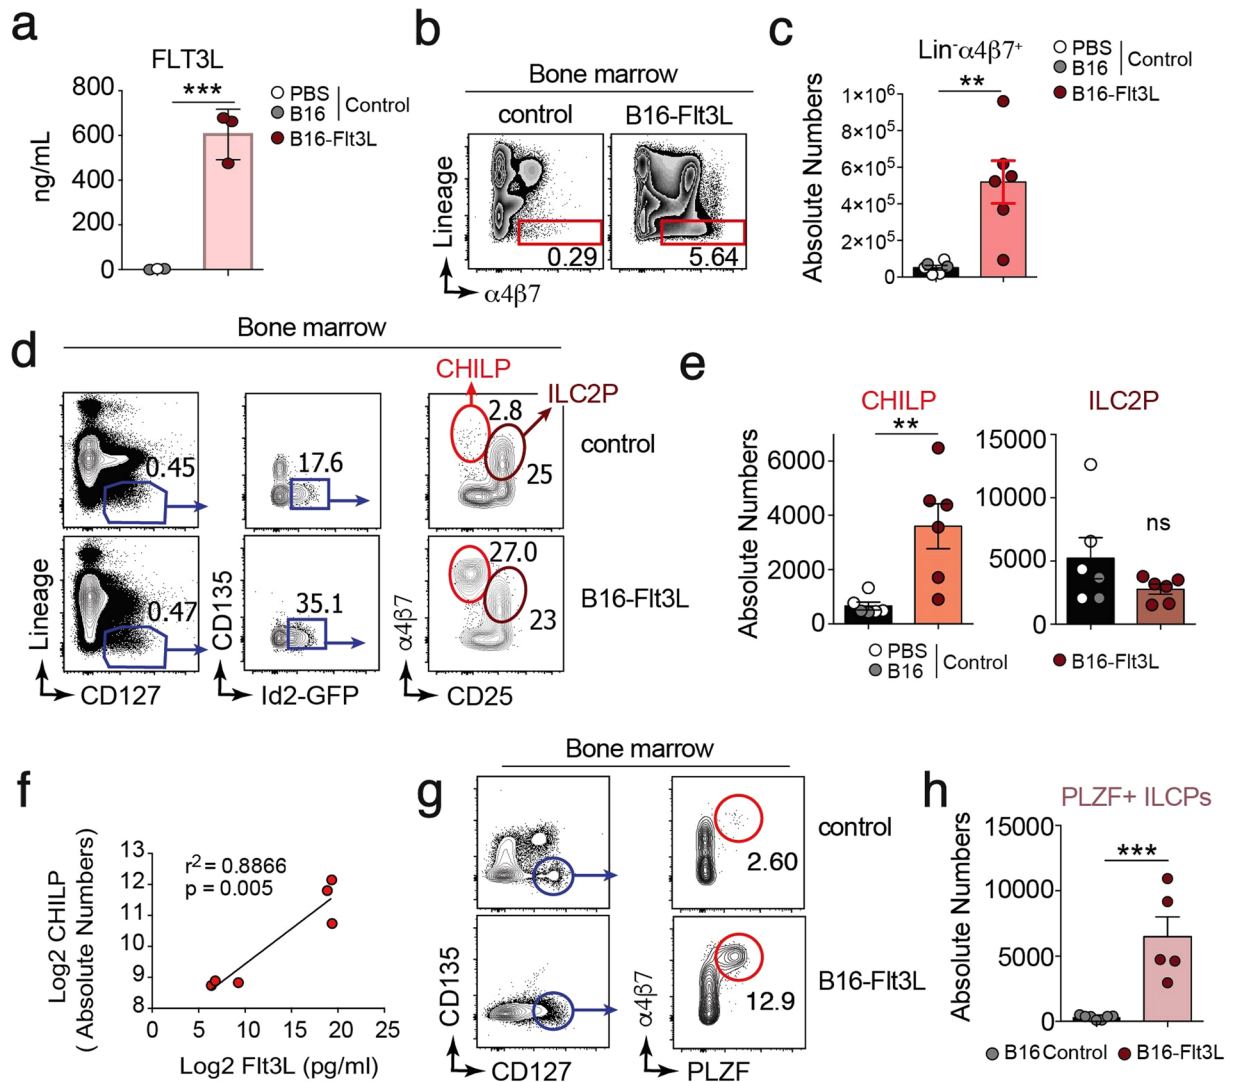 a
FLT3L
ng/mL
800
600
400
200
0
***
PBS
B16
Control
B16-Flt3L
b
Bone marrow
control
B16-Flt3L
Lineage
0.29
5.64
α4β7
c
Lin⁻α4β7⁺
PBS
B16
Control
B16-Flt3L
**
Absolute Numbers
1×10⁶
8×10⁵
6×10⁵
4×10⁵
2×10⁵
0
d
Bone marrow
CHILP
ILC2P
0.45
17.6
2.8
25
control
0.47
35.1
27.0
23
B16-Flt3L
Lineage
CD135
α4β7
CD127
Id2-GFP
CD25
e
CHILP
**
Absolute Numbers
6000
4000
2000
0
ILC2P
15000
10000
5000
0
ns
PBS
B16
Control
B16-Flt3L
f
Log2 CHILP
( Absolute Numbers)
13
12
11
10
9
8
r² = 0.8866
p = 0.005
0 5 10 15 20 25
Log2 Flt3L (pg/ml)
g
Bone marrow
control
2.60
B16-Flt3L
12.9
CD135
α4β7
CD127
PLZF
h
PLZF+ ILCPs
***
Absolute Numbers
15000
10000
5000
0
B16 Control
B16-Flt3L